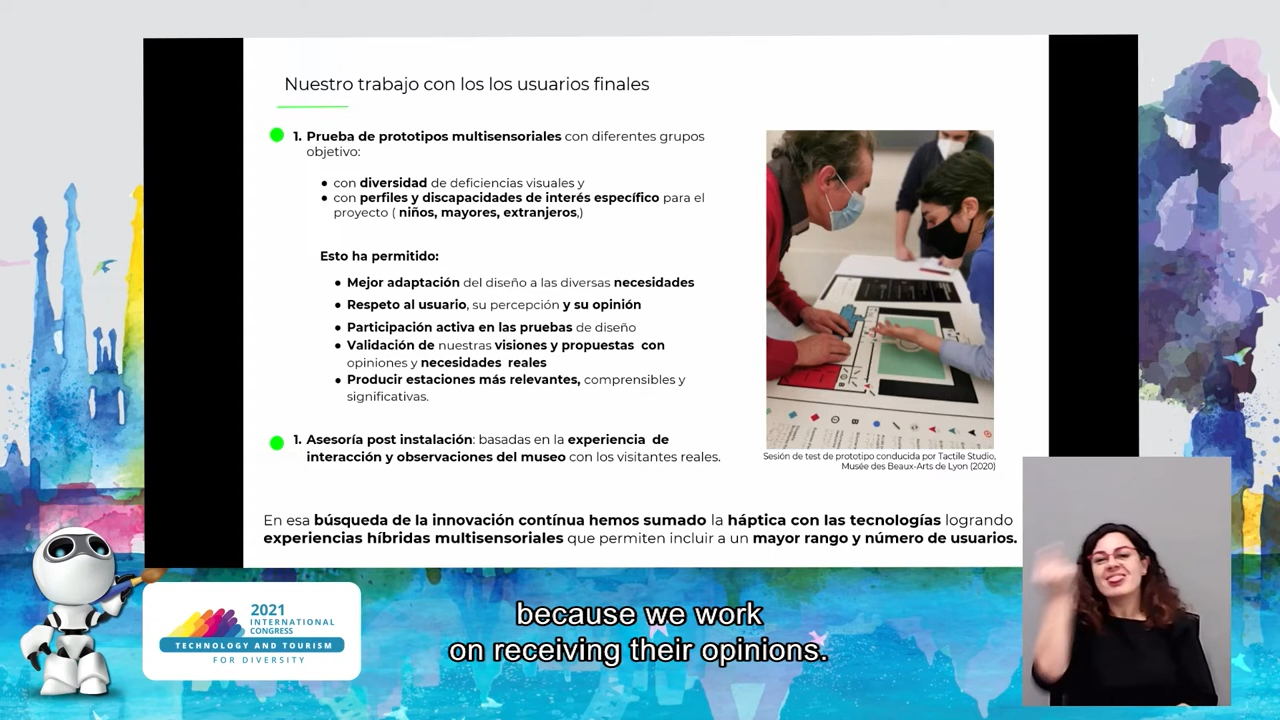 Nuestro trabajo con los los usuarios finales
1. Prueba de prototipos multisensoriales con diferentes grupos
objetivo:
● con diversidad de deficiencias visuales y
● con perfiles y discapacidades de interés específico para el
proyecto ( niños, mayores, extranjeros,)
Esto ha permitido:
● Mejor adaptación del diseño a las diversas necesidades
● Respeto al usuario, su percepción y su opinión
● Participación activa en las pruebas de diseño
● Validación de nuestras visiones y propuestas con
opiniones y necesidades reales
● Producir estaciones más relevantes, comprensibles y
significativas.
1. Asesoría post instalación: basadas en la experiencia de
interacción y observaciones del museo con los visitantes reales.
Sesión de test de prototipo conducida por Tactile Studio,
Musée des Beaux-Arts de Lyon (2020)
En esa búsqueda de la innovación contínua hemos sumado la háptica con las tecnologías logrando
experiencias híbridas multisensoriales que permiten incluir a un mayor rango y número de usuarios.
2021
INTERNATIONAL
CONGRESS
TECHNOLOGY AND TOURISM
FOR DIVERSITY
because we work
on receiving their opinions.